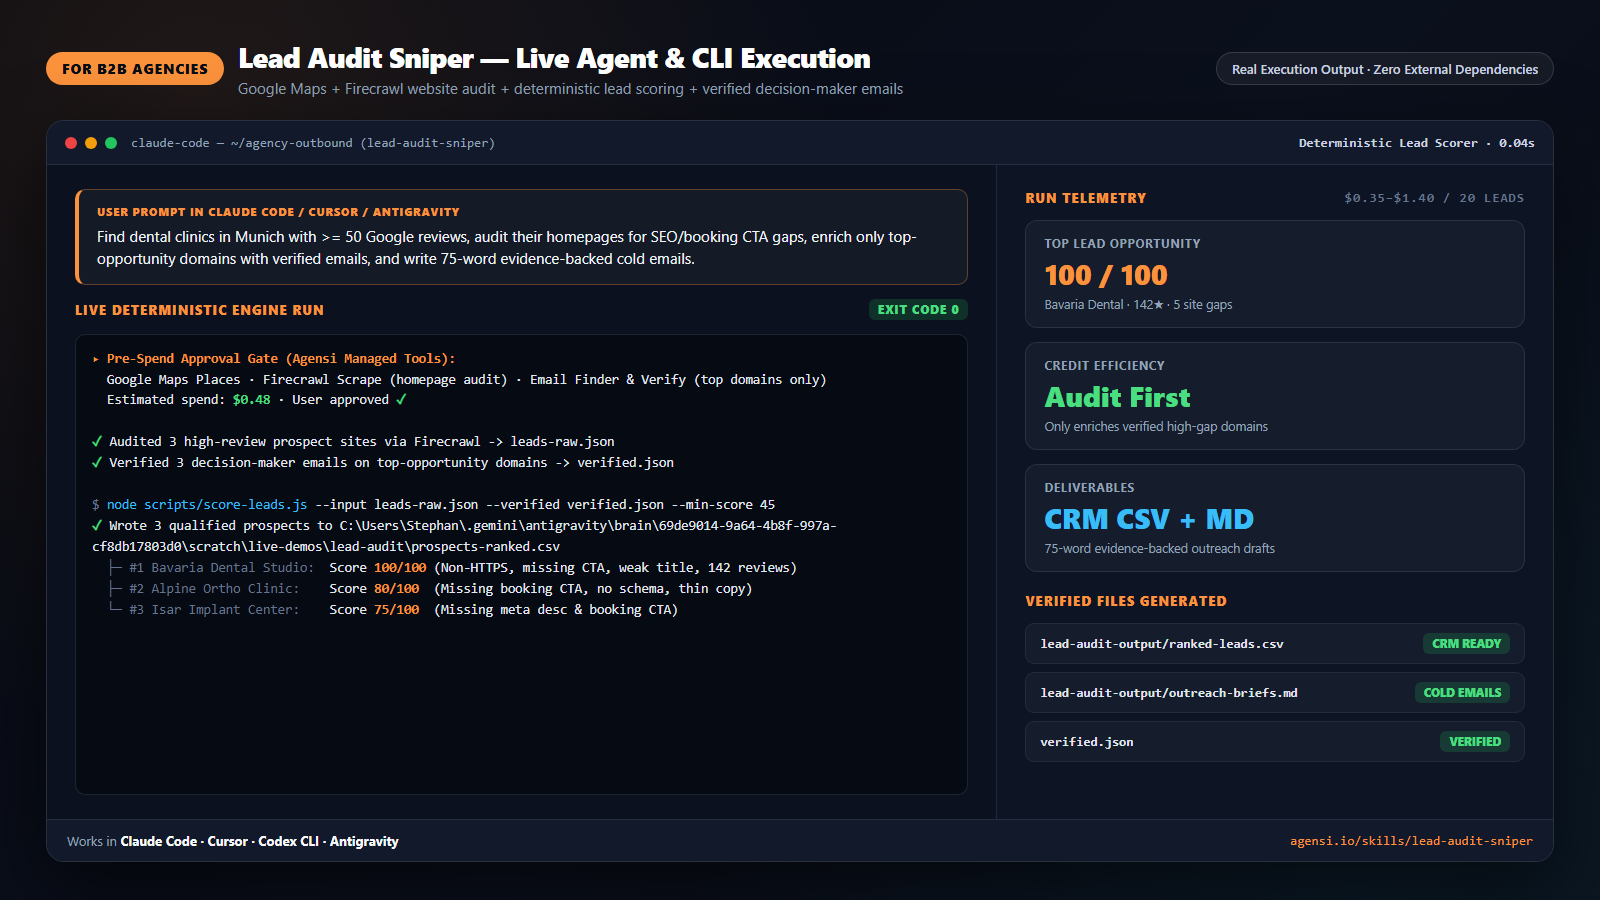 FOR B2B AGENCIES
Lead Audit Sniper — Live Agent & CLI Execution
Google Maps + Firecrawl website audit + deterministic lead scoring + verified decision-maker emails
Real Execution Output · Zero External Dependencies
claude-code — ~/agency-outbound (lead-audit-sniper)
Deterministic Lead Scorer · 0.04s
USER PROMPT IN CLAUDE CODE / CURSOR / ANTIGRAVITY
Find dental clinics in Munich with >= 50 Google reviews, audit their homepages for SEO/booking CTA gaps, enrich only top-
opportunity domains with verified emails, and write 75-word evidence-backed cold emails.
LIVE DETERMINISTIC ENGINE RUN
EXIT CODE 0
▸ Pre-Spend Approval Gate (Agensi Managed Tools):
Google Maps Places · Firecrawl Scrape (homepage audit) · Email Finder & Verify (top domains only)
Estimated spend: $0.48 · User approved ✓
✓ Audited 3 high-review prospect sites via Firecrawl -> leads-raw.json
✓ Verified 3 decision-maker emails on top-opportunity domains -> verified.json
$ node scripts/score-leads.js --input leads-raw.json --verified verified.json --min-score 45
✓ Wrote 3 qualified prospects to C:\Users\Stephan\.gemini\antigravity\brain\69de9014-9a64-4b8f-997a-
cf8db17803d0\scratch\live-demos\lead-audit\prospects-ranked.csv
├─ #1 Bavaria Dental Studio: Score 100/100 (Non-HTTPS, missing CTA, weak title, 142 reviews)
├─ #2 Alpine Ortho Clinic: Score 80/100 (Missing booking CTA, no schema, thin copy)
└─ #3 Isar Implant Center: Score 75/100 (Missing meta desc & booking CTA)
RUN TELEMETRY
$0.35–$1.40 / 20 LEADS
TOP LEAD OPPORTUNITY
100 / 100
Bavaria Dental · 142★ · 5 site gaps
CREDIT EFFICIENCY
Audit First
Only enriches verified high-gap domains
DELIVERABLES
CRM CSV + MD
75-word evidence-backed outreach drafts
VERIFIED FILES GENERATED
lead-audit-output/ranked-leads.csv
CRM READY
lead-audit-output/outreach-briefs.md
COLD EMAILS
verified.json
VERIFIED
Works in Claude Code · Cursor · Codex CLI · Antigravity
agensi.io/skills/lead-audit-sniper